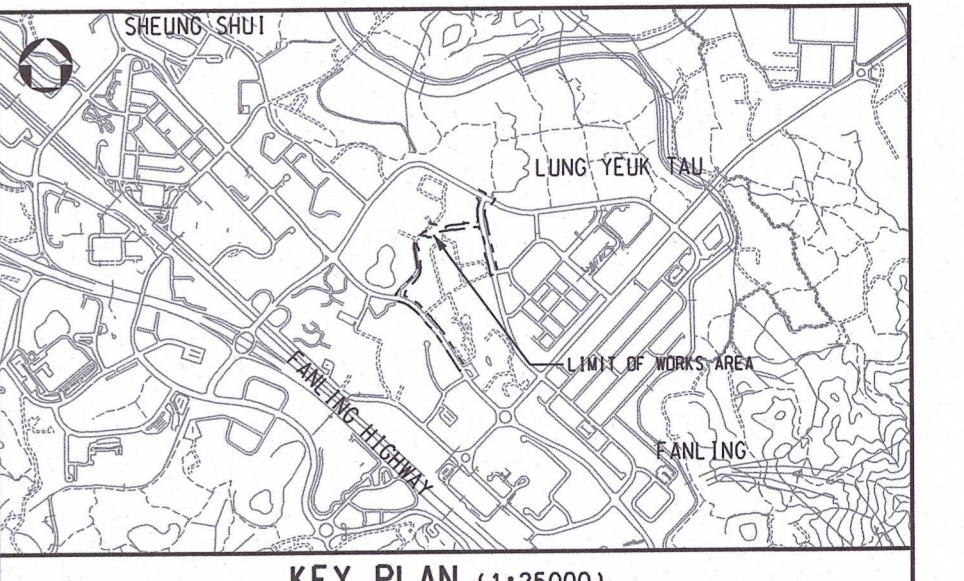 SHEUNG SHUI
LUNG YEUK TAU
LIMIT OF WORKS AREA
FANLING HIGHWAY
FANLING
KEY PLAN (1:25000)